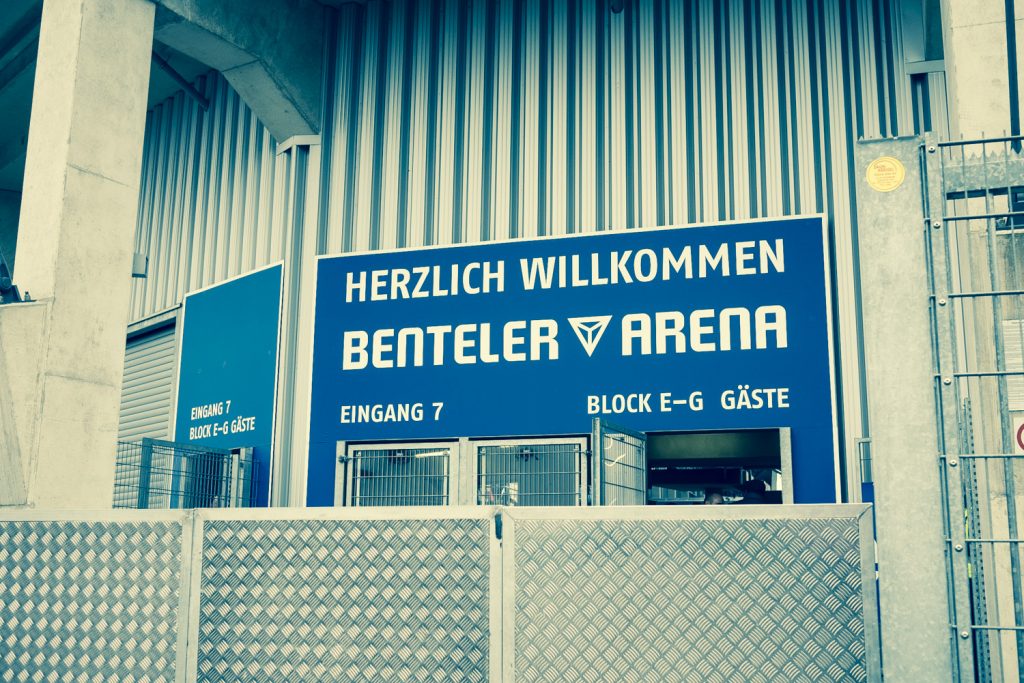 HERZLICH WILLKOMMEN
BENTELER ARENA
EINGANG 7
BLOCK E–G GÄSTE
EINGANG 7
BLOCK E–G GÄSTE